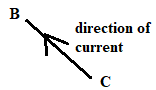 B
direction of
current
C